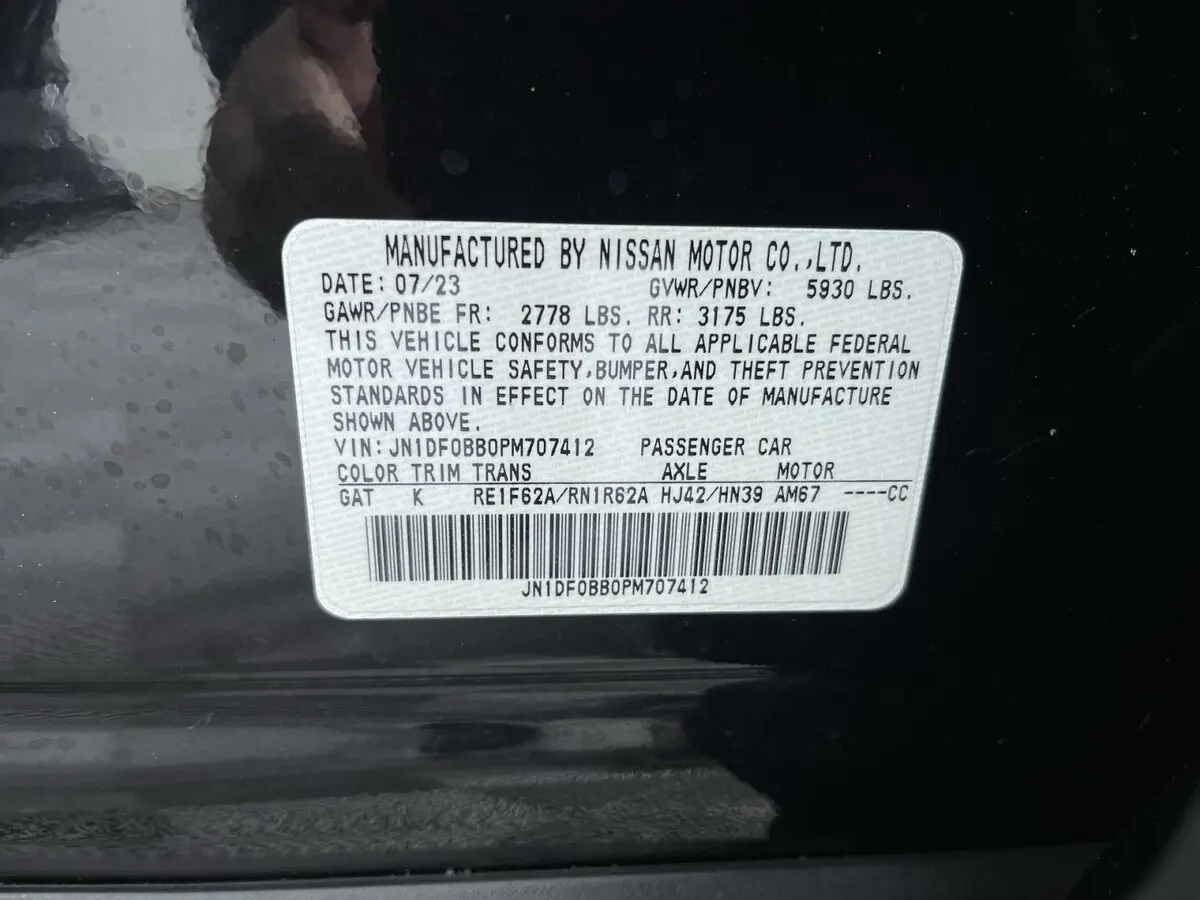 MANUFACTURED BY NISSAN MOTOR CO.,LTD.
DATE: 07/23 GVWR/PNBV: 5930 LBS.
GAWR/PNBE FR: 2778 LBS. RR: 3175 LBS.
THIS VEHICLE CONFORMS TO ALL APPLICABLE FEDERAL
MOTOR VEHICLE SAFETY,BUMPER,AND THEFT PREVENTION
STANDARDS IN EFFECT ON THE DATE OF MANUFACTURE
SHOWN ABOVE.
VIN: JN1DF0BB0PM707412 PASSENGER CAR
COLOR TRIM TRANS AXLE MOTOR
GAT K RE1F62A/RN1R62A HJ42/HN39 AM67 ----CC
JN1DF0BB0PM707412